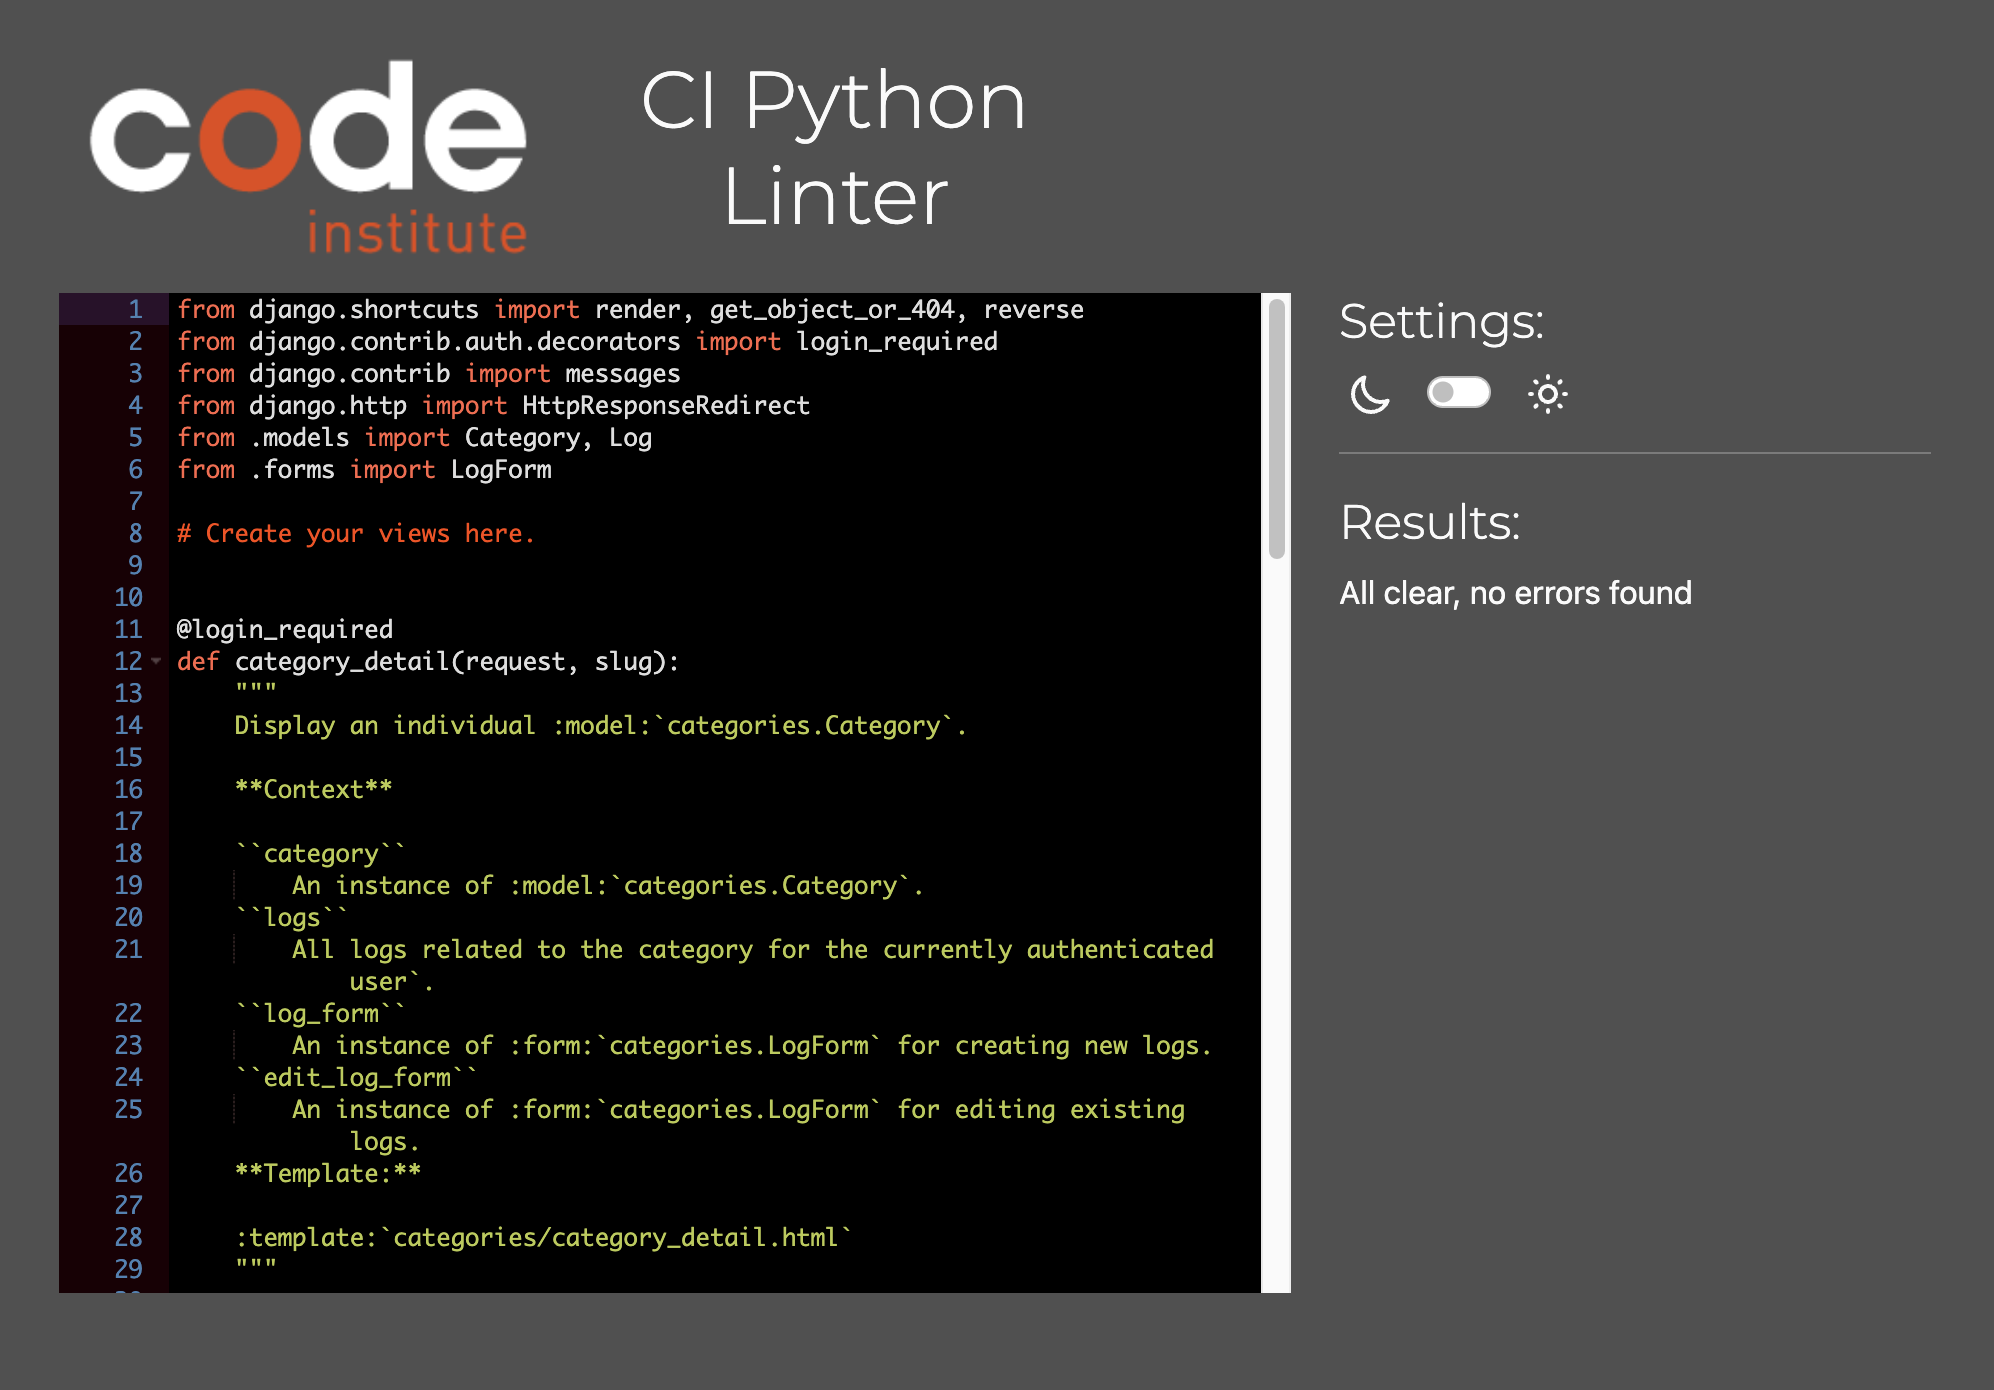 code
institute
CI Python
Linter
1 from django.shortcuts import render, get_object_or_404, reverse
2 from django.contrib.auth.decorators import login_required
3 from django.contrib import messages
4 from django.http import HttpResponseRedirect
5 from .models import Category, Log
6 from .forms import LogForm
7
8 # Create your views here.
9
10
11 @login_required
12 def category_detail(request, slug):
13     """
14     Display an individual :model:`categories.Category`.
15
16     **Context**
17
18     ``category``
19         An instance of :model:`categories.Category`.
20     ``logs``
21         All logs related to the category for the currently authenticated
            user`.
22     ``log_form``
23         An instance of :form:`categories.LogForm` for creating new logs.
24     ``edit_log_form``
25         An instance of :form:`categories.LogForm` for editing existing
            logs.
26     **Template:**
27
28     :template:`categories/category_detail.html`
29     """
Settings:
Results:
All clear, no errors found